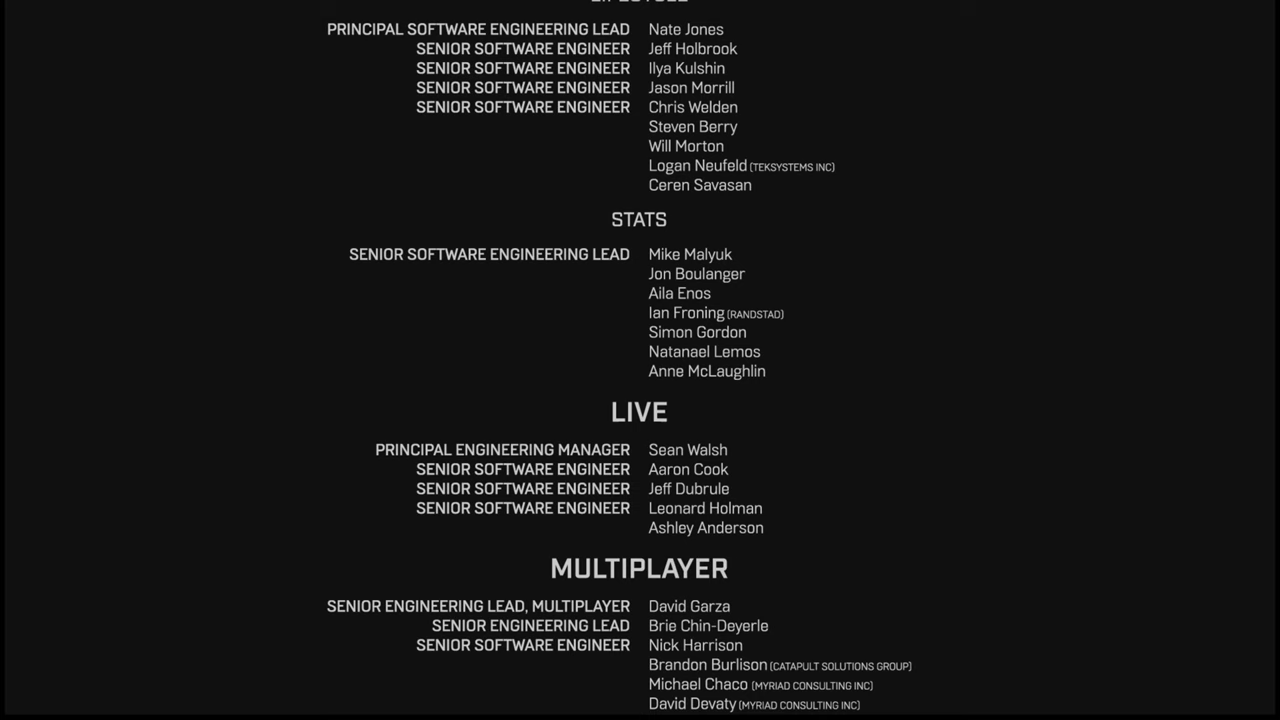 PRINCIPAL SOFTWARE ENGINEERING LEAD Nate Jones
SENIOR SOFTWARE ENGINEER Jeff Holbrook
SENIOR SOFTWARE ENGINEER Ilya Kulshin
SENIOR SOFTWARE ENGINEER Jason Morrill
SENIOR SOFTWARE ENGINEER Chris Welden
Steven Berry
Will Morton
Logan Neufeld (TEKSYSTEMS INC)
Ceren Savasan
STATS
SENIOR SOFTWARE ENGINEERING LEAD Mike Malyuk
Jon Boulanger
Aila Enos
Ian Froning (RANDSTAD)
Simon Gordon
Natanael Lemos
Anne McLaughlin
LIVE
PRINCIPAL ENGINEERING MANAGER Sean Walsh
SENIOR SOFTWARE ENGINEER Aaron Cook
SENIOR SOFTWARE ENGINEER Jeff Dubrule
SENIOR SOFTWARE ENGINEER Leonard Holman
Ashley Anderson
MULTIPLAYER
SENIOR ENGINEERING LEAD, MULTIPLAYER David Garza
SENIOR ENGINEERING LEAD Brie Chin-Deyerle
SENIOR SOFTWARE ENGINEER Nick Harrison
Brandon Burlison (CATAPULT SOLUTIONS GROUP)
Michael Chaco (MYRIAD CONSULTING INC)
David Devaty (MYRIAD CONSULTING INC)